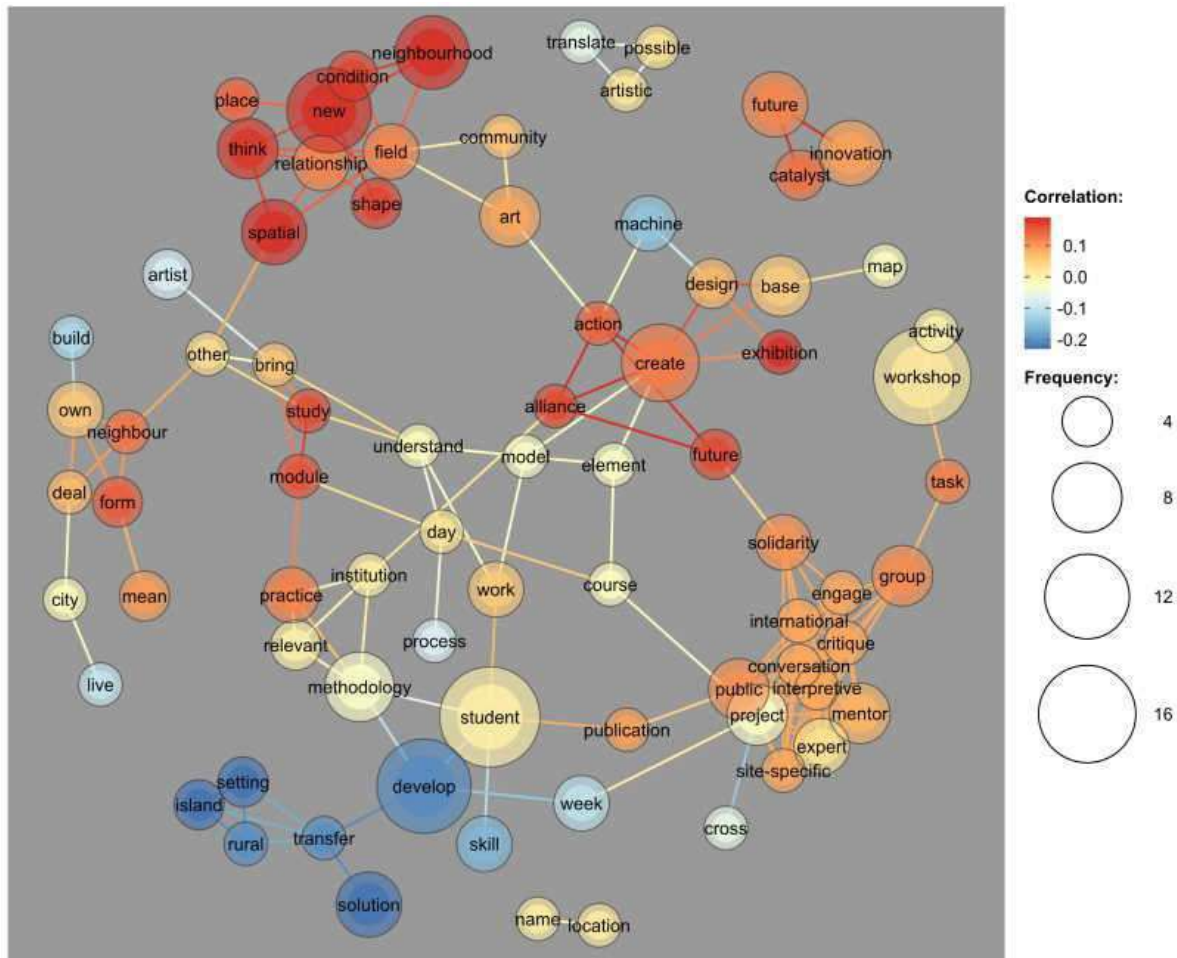 neighbourhood
translate
possible
condition
artistic
place
new
future
community
think
field
innovation
relationship
catalyst
shape
art
spatial
machine
artist
map
design
base
build
action
activity
other
bring
create
exhibition
workshop
own
alliance
study
neighbour
understand
model
element
future
module
task
deal
form
day
solidarity
institution
group
city
mean
practice
work
course
engage
international
relevant
process
critique
conversation
live
methodology
public
interpretive
student
project
mentor
publication
expert
site-specific
setting
develop
island
week
transfer
cross
rural
skill
solution
name
location
Correlation:
0.1
0.0
-0.1
-0.2
Frequency:
4
8
12
16